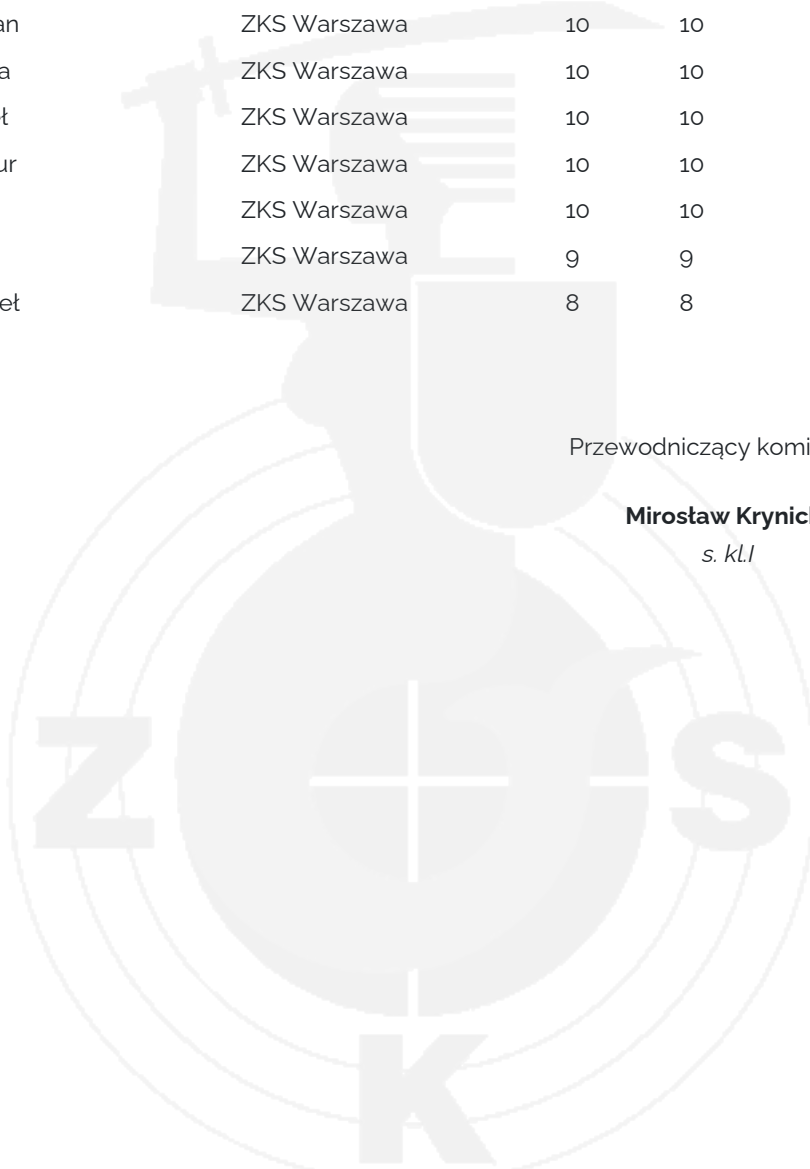 an ZKS Warszawa 10 10
a ZKS Warszawa 10 10
ł ZKS Warszawa 10 10
ur ZKS Warszawa 10 10
ZKS Warszawa 10 10
ZKS Warszawa 9 9
eł ZKS Warszawa 8 8
Przewodniczący komi
Mirosław Krynic
s. kl.I
Z S
K